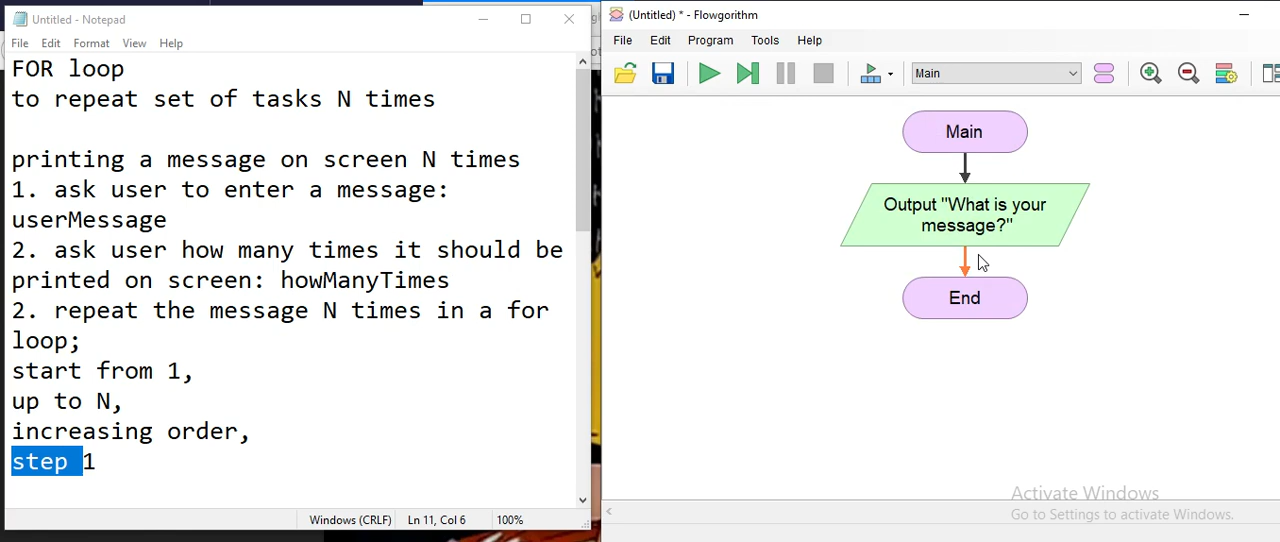 Untitled - Notepad
File Edit Format View Help
FOR loop
to repeat set of tasks N times
printing a message on screen N times
1. ask user to enter a message:
userMessage
2. ask user how many times it should be
printed on screen: howManyTimes
2. repeat the message N times in a for
loop;
start from 1,
up to N,
increasing order,
step 1
Windows (CRLF) Ln 11, Col 6 100%
(Untitled) * - Flowgorithm
File Edit Program Tools Help
Main
Main
Output "What is your
message?"
End
Activate Windows
Go to Settings to activate Windows.